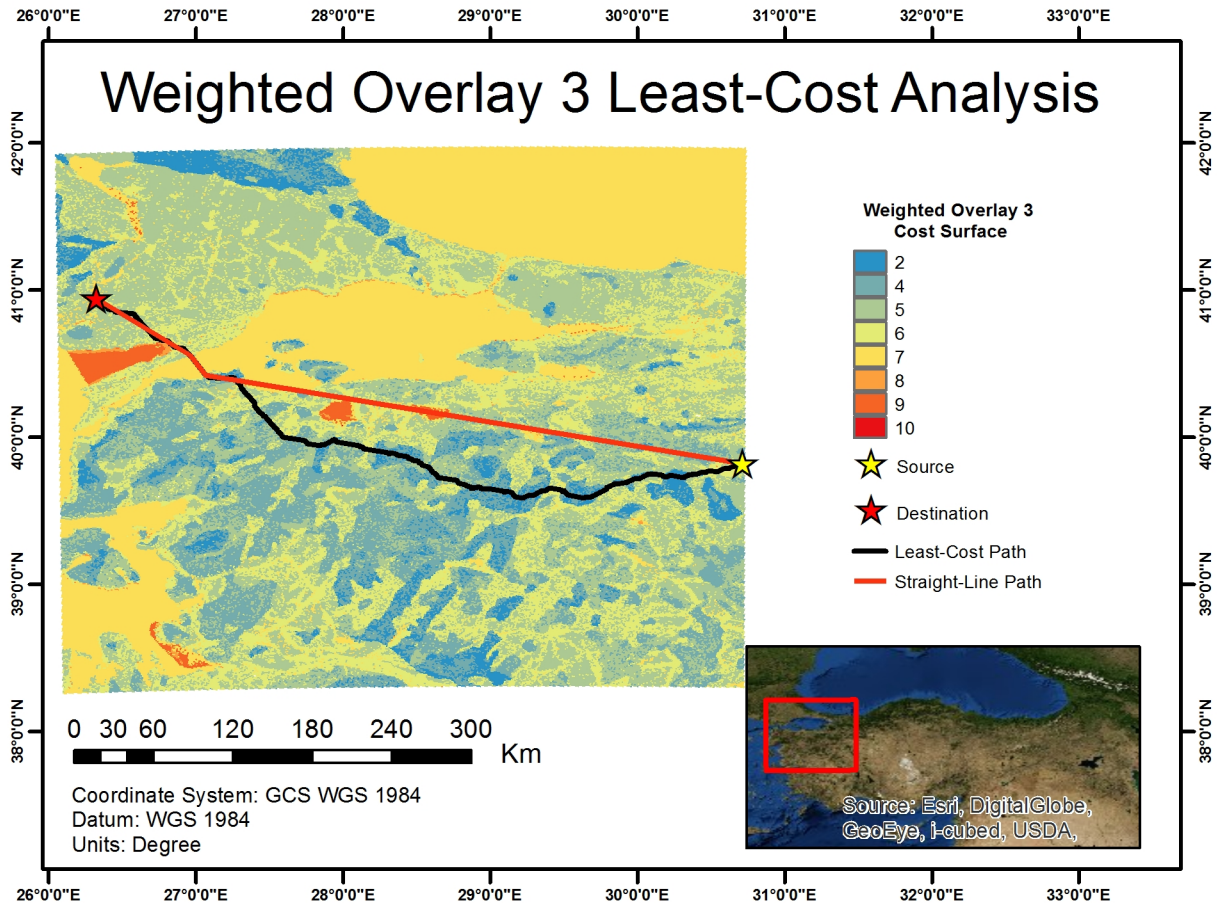 26°0'0"E 27°0'0"E 28°0'0"E 29°0'0"E 30°0'0"E 31°0'0"E 32°0'0"E 33°0'0"E
Weighted Overlay 3 Least-Cost Analysis
42°0'0"N
42°0'0"N
41°0'0"N
41°0'0"N
40°0'0"N
40°0'0"N
39°0'0"N
39°0'0"N
38°0'0"N
38°0'0"N
Weighted Overlay 3
Cost Surface
2
4
5
6
7
8
9
10
Source
Destination
Least-Cost Path
Straight-Line Path
0 30 60 120 180 240 300
Km
Coordinate System: GCS WGS 1984
Datum: WGS 1984
Units: Degree
Source: Esri, DigitalGlobe,
GeoEye, i-cubed, USDA,
26°0'0"E 27°0'0"E 28°0'0"E 29°0'0"E 30°0'0"E 31°0'0"E 32°0'0"E 33°0'0"E